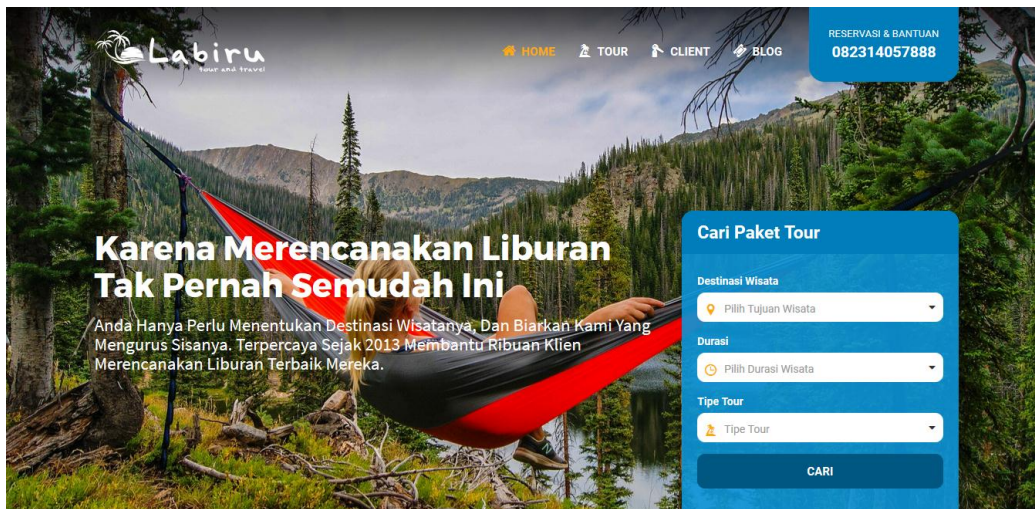 Labiru
tour and travel
HOME
TOUR
CLIENT
BLOG
RESERVASI & BANTUAN
082314057888
Karena Merencanakan Liburan
Tak Pernah Semudah Ini
Anda Hanya Perlu Menentukan Destinasi Wisatanya, Dan Biarkan Kami Yang
Mengurus Sisanya. Terpercaya Sejak 2013 Membantu Ribuan Klien
Merencanakan Liburan Terbaik Mereka.
Cari Paket Tour
Destinasi Wisata
Pilih Tujuan Wisata
Durasi
Pilih Durasi Wisata
Tipe Tour
Tipe Tour
CARI